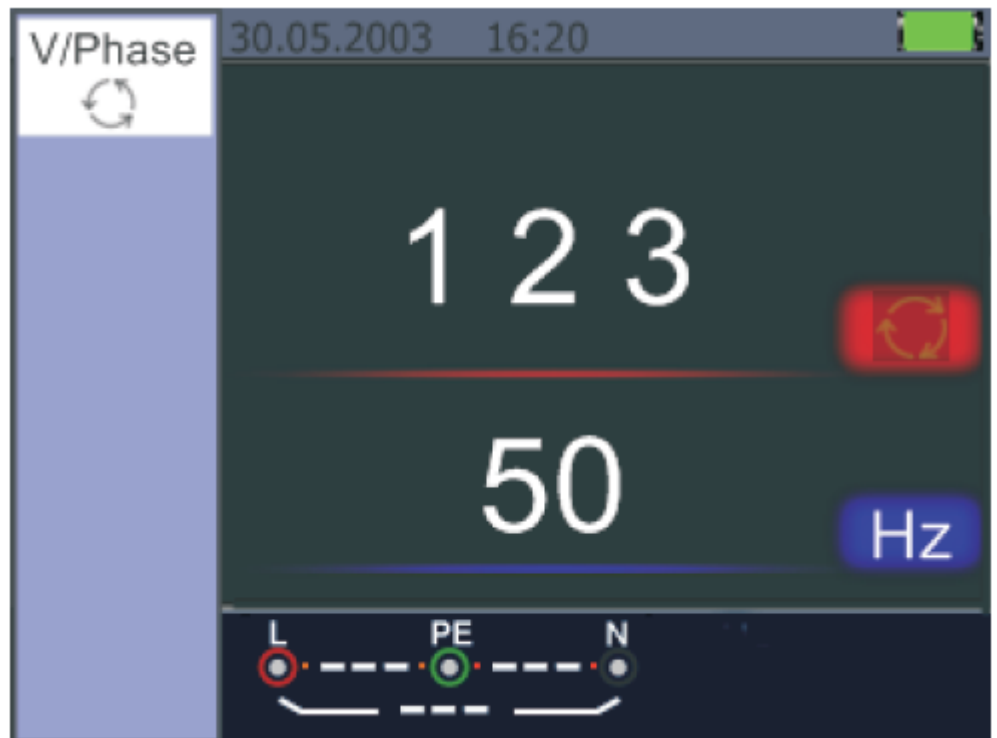 V/Phase
30.05.2003 16:20
1 2 3
50
Hz
L PE N
--- ---
---